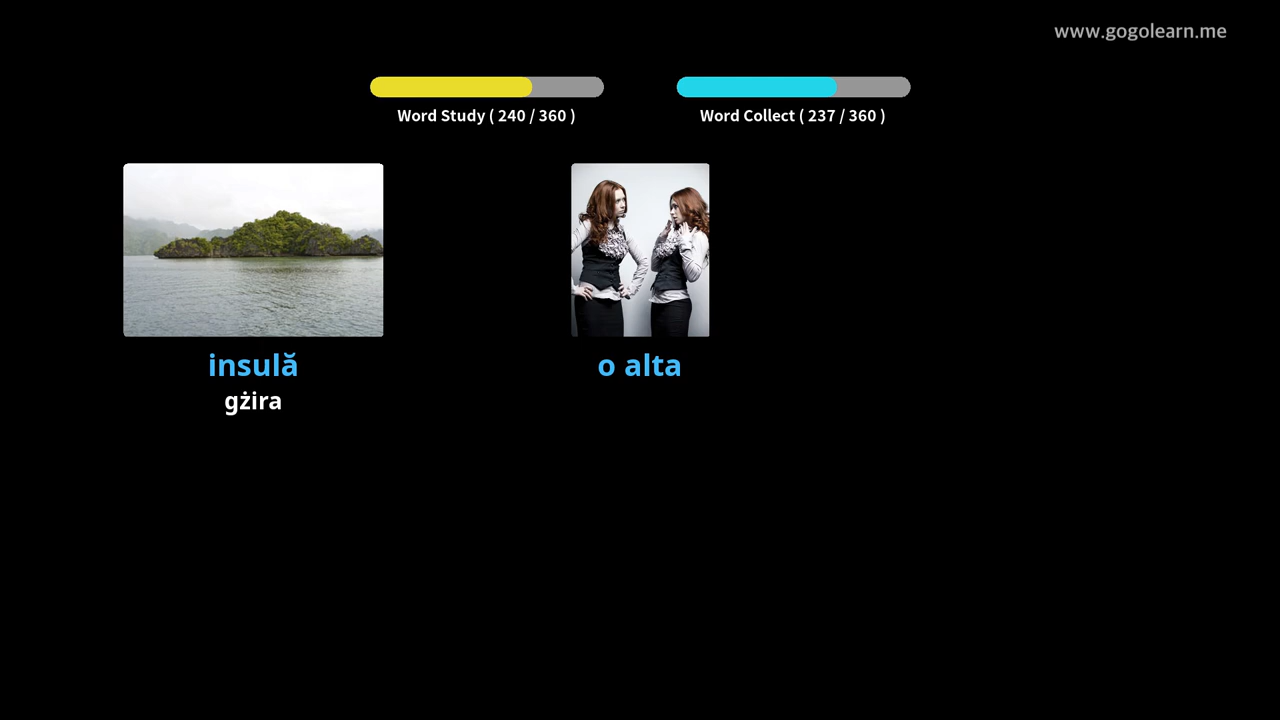 www.gogolearn.me
Word Study ( 240 / 360 )
Word Collect ( 237 / 360 )
insulă
gżira
o alta